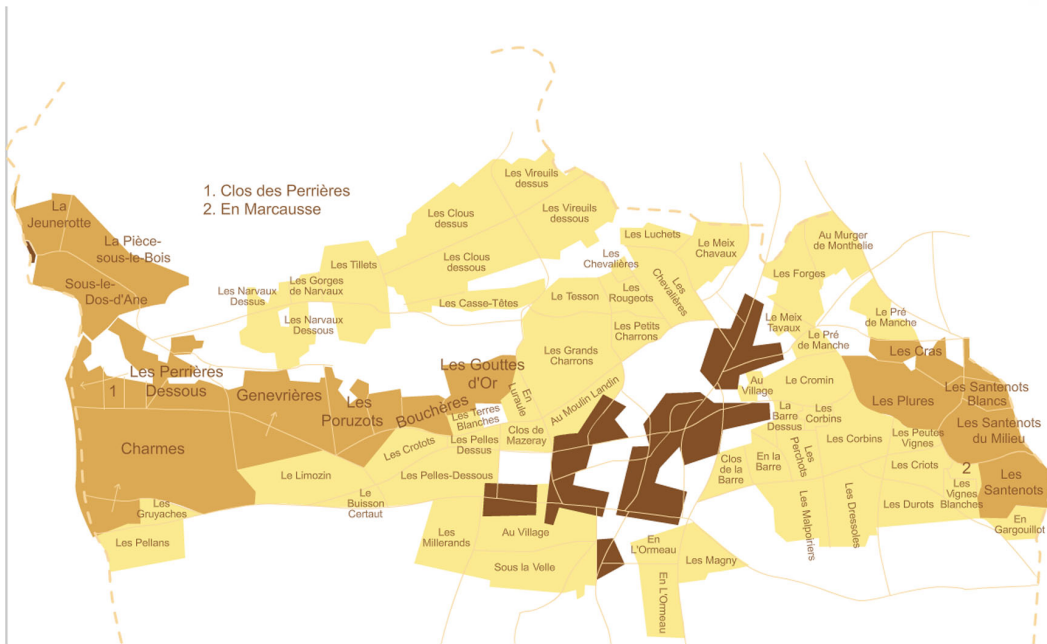 1. Clos des Perrières
2. En Marcausse
La
Jeunerotte
La Pièce-
sous-le-Bois
Sous-le-
Dos-d'Ane
Les Vireuils
dessus
Les Vireuils
dessous
Les Clous
dessus
Les Clous
dessous
Les Tillets
Les Gorges
de Narvaux
Les Narvaux
Dessus
Les Narvaux
Dessous
Les Casse-Têtes
Les Luchets
Le Meix
Chavaux
Les
Chevalières
Les
Chevalières
Le Tesson
Les
Rougeots
Les Petits
Charrons
Les Grands
Charrons
Au Murger
de Monthelie
Les Forges
Le Meix
Tavaux
Le Pré
de Manche
Le Pré
de Manche
Les Cras
Les Santenots
Blancs
Les Plures
Les Santenots
du Milieu
Les
Santenots
1
Les Perrières
Dessous
Genevrières
Les
Poruzots
Bouchères
Les Gouttes
d'Or
En
Luraule
Au Moulin Landin
Les Terres
Blanches
Clos de
Mazeray
Les Pelles
Dessus
Les Crotots
Les Pelles-Dessous
Charmes
Le Limozin
Le
Buisson
Certaut
Les
Gruyaches
Les Pellans
Les
Millerands
Au Village
Sous la Velle
En
L'Ormeau
En L'Ormeau
Les Magny
Au
Village
Le Cromin
La
Barre
Dessus
Les
Corbins
Les Corbins
Clos
de la
Barre
En la
Barre
Les
Perchots
Les Malpoiriers
Les Dressoles
Les Peutes
Vignes
Les Criots
2
Les
Vignes
Blanches
Les Durots
En
Gargouillot